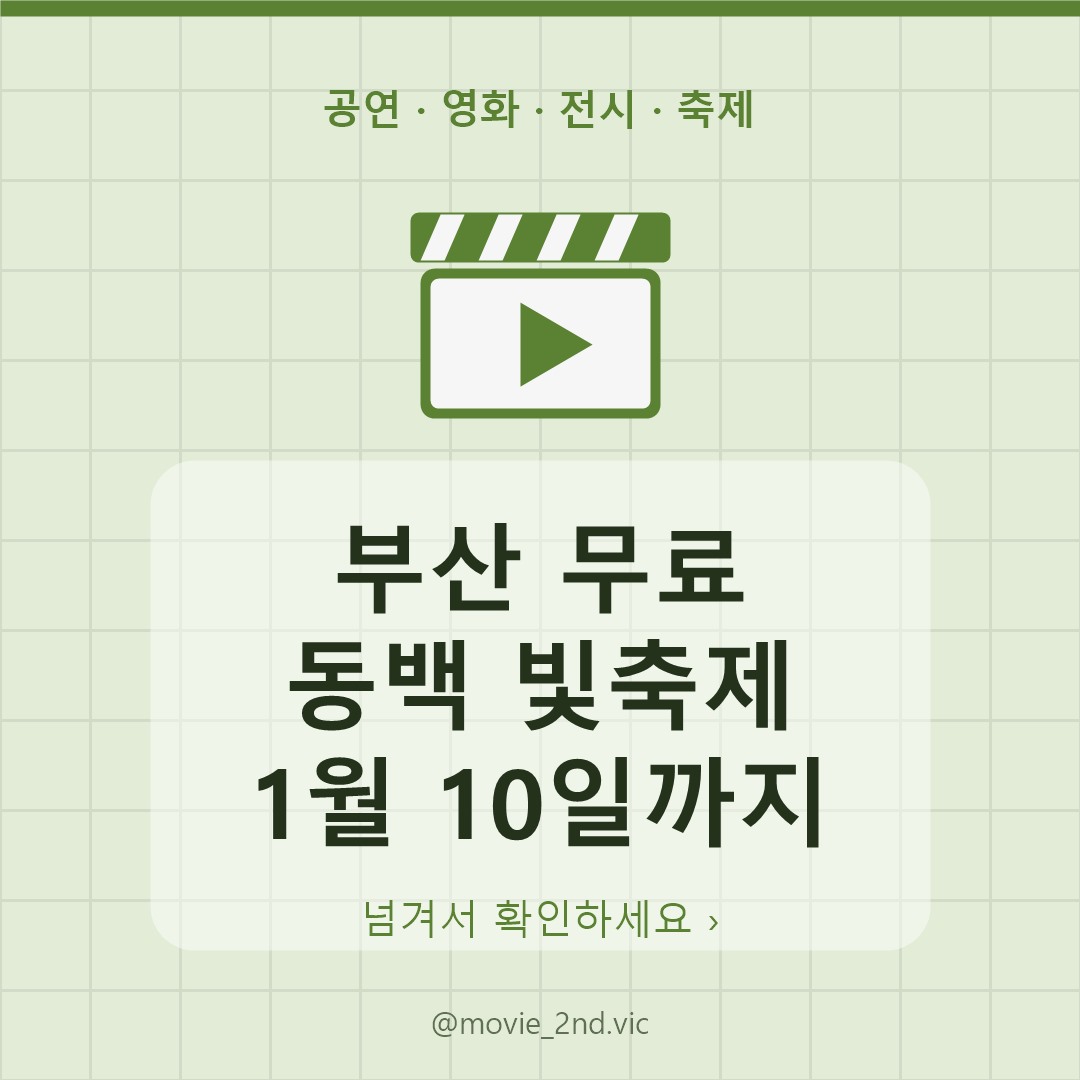 공연 · 영화 · 전시 · 축제
부산 무료
동백 빛축제
1월 10일까지
넘겨서 확인하세요 ›
@movie_2nd.vic